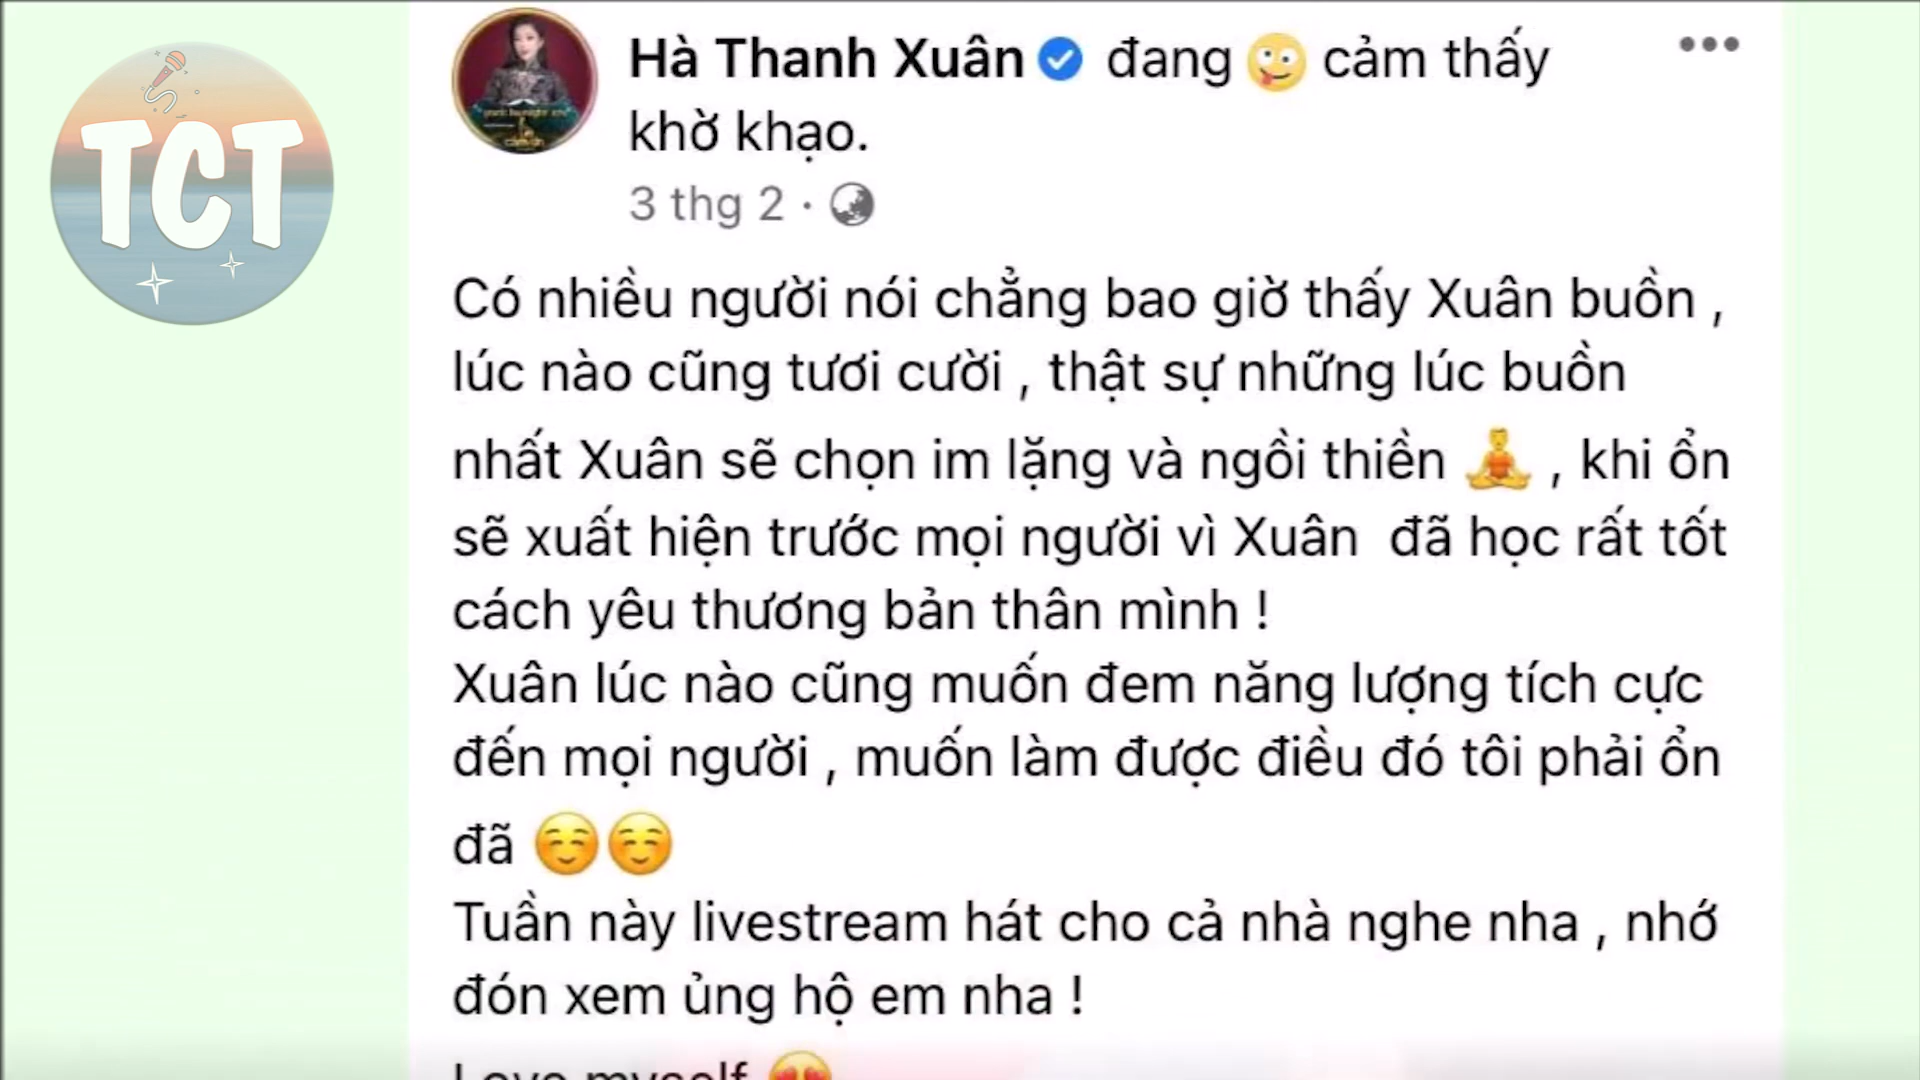 TCT
Hà Thanh Xuân đang 🤪 cảm thấy
khờ khạo.
3 thg 2 ·
Có nhiều người nói chẳng bao giờ thấy Xuân buồn ,
lúc nào cũng tươi cười , thật sự những lúc buồn
nhất Xuân sẽ chọn im lặng và ngồi thiền 🧘 , khi ổn
sẽ xuất hiện trước mọi người vì Xuân  đã học rất tốt
cách yêu thương bản thân mình !
Xuân lúc nào cũng muốn đem năng lượng tích cực
đến mọi người , muốn làm được điều đó tôi phải ổn
đã ☺️☺️
Tuần này livestream hát cho cả nhà nghe nha , nhớ
đón xem ủng hộ em nha !
Love myself 😍